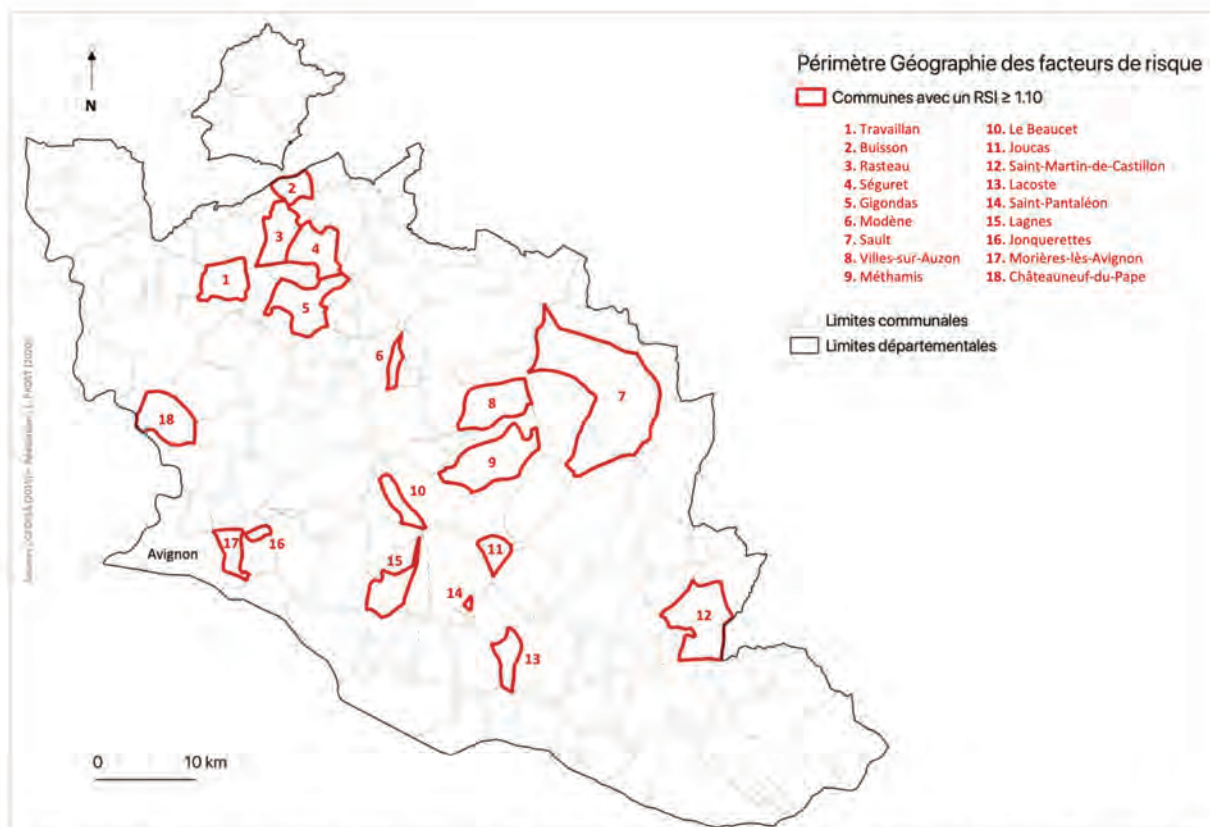 N
Périmètre Géographie des facteurs de risque
Communes avec un RSI ≥ 1.10
1. Travaillan
2. Buisson
3. Rasteau
4. Séguret
5. Gigondas
6. Modène
7. Sault
8. Villes-sur-Auzon
9. Méthamis
10. Le Beaucet
11. Joucas
12. Saint-Martin-de-Castillon
13. Lacoste
14. Saint-Pantaléon
15. Lagnes
16. Jonquerettes
17. Morières-lès-Avignon
18. Châteauneuf-du-Pape
Limites communales
Limites départementales
2
3
4
1
5
6
7
8
18
9
10
17
16
11
Avignon
15
14
12
13
0
10 km